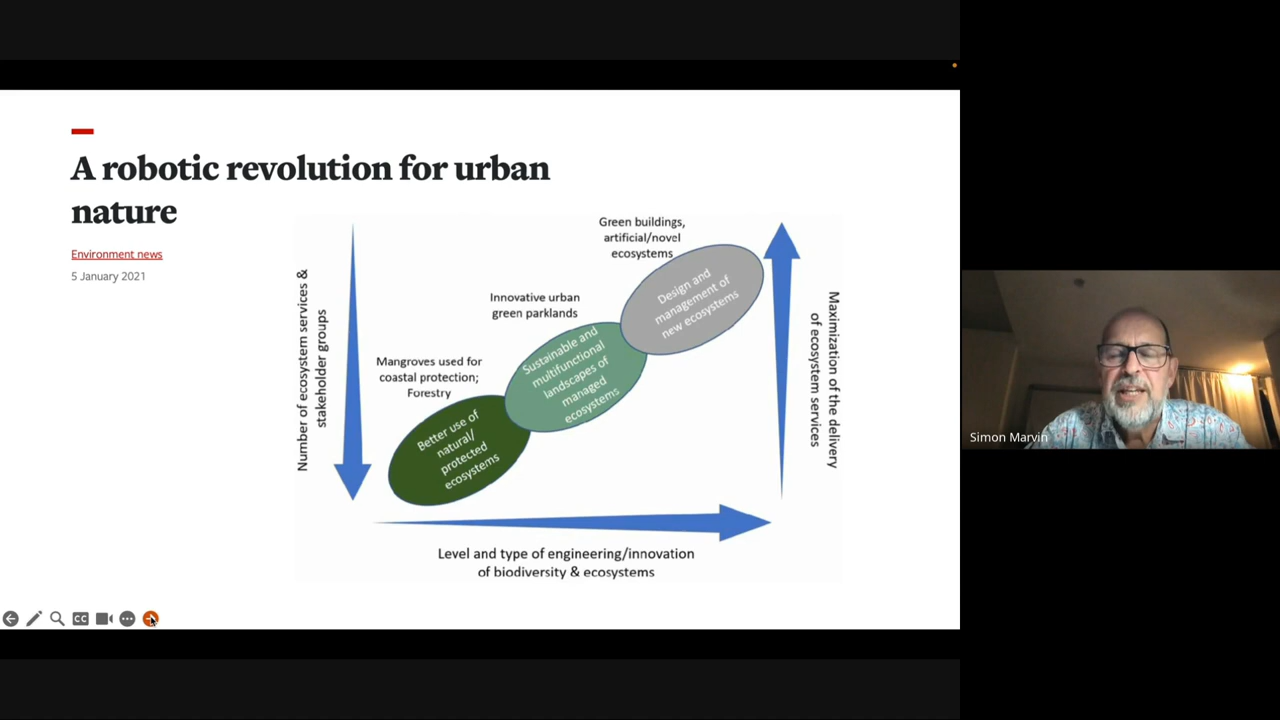 A robotic revolution for urban
nature
Environment news
5 January 2021
Number of ecosystem services &
stakeholder groups
Mangroves used for
coastal protection;
Forestry
Better use of
natural/
protected
ecosystems
Innovative urban
green parklands
Sustainable and
multifunctional
landscapes of
managed
ecosystems
Green buildings,
artificial/novel
ecosystems
Design and
management of
new ecosystems
Maximization of the delivery
of ecosystem services
Level and type of engineering/innovation
of biodiversity & ecosystems
CC
Simon Marvin